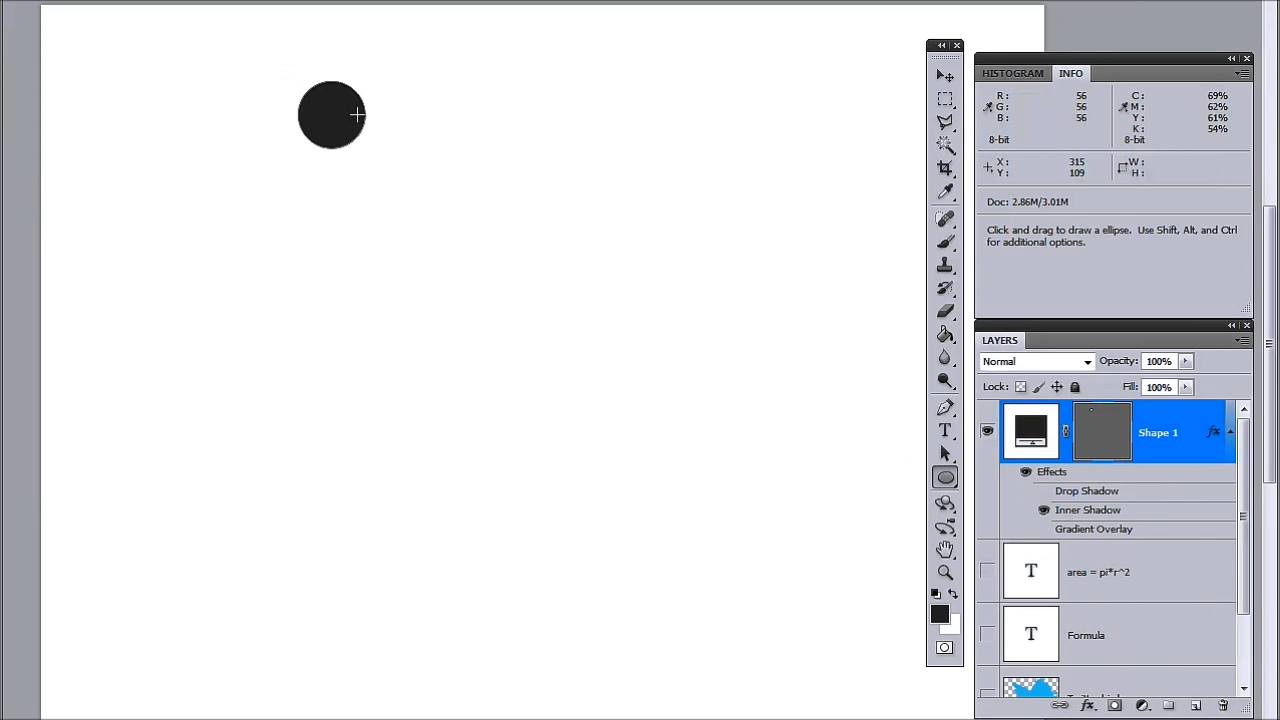 HISTOGRAM INFO
R: 56 C: 69%
G: 56 M: 62%
B: 56 Y: 61%
K: 54%
8-bit 8-bit
X: 315 W:
Y: 109 H:
Doc: 2.86M/3.01M
Click and drag to draw a ellipse. Use Shift, Alt, and Ctrl
for additional options.
LAYERS
Normal Opacity: 100%
Lock: Fill: 100%
Shape 1 fx
Effects
Drop Shadow
Inner Shadow
Gradient Overlay
T area = pi*r^2
T Formula
T
fx